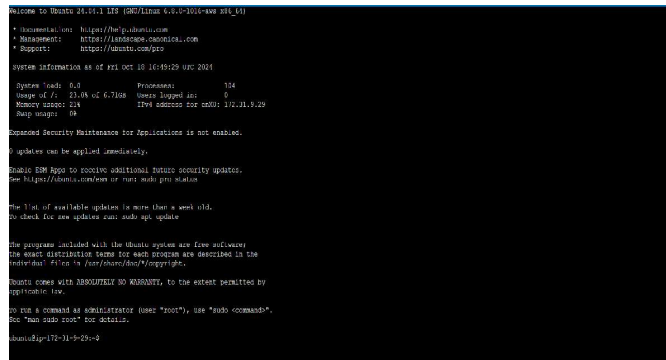 Welcome to Ubuntu 24.04.1 LTS (GNU/Linux 6.8.0-1016-aws x86_64)
* Documentation: https://help.ubuntu.com
* Management: https://landscape.canonical.com
* Support: https://ubuntu.com/pro
System information as of Fri Oct 18 16:49:29 UTC 2024
System load: 0.0 Processes: 104
Usage of /: 23.0% of 6.71GB Users logged in: 0
Memory usage: 21% IPv4 address for enX0: 172.31.9.29
Swap usage: 0%
Expanded Security Maintenance for Applications is not enabled.
0 updates can be applied immediately.
Enable ESM Apps to receive additional future security updates.
See https://ubuntu.com/esm or run: sudo pro status
The list of available updates is more than a week old.
To check for new updates run: sudo apt update
The programs included with the Ubuntu system are free software;
the exact distribution terms for each program are described in the
individual files in /usr/share/doc/*/copyright.
Ubuntu comes with ABSOLUTELY NO WARRANTY, to the extent permitted by
applicable law.
To run a command as administrator (user "root"), use "sudo <command>".
See "man sudo_root" for details.
ubuntu@ip-172-31-9-29:~$